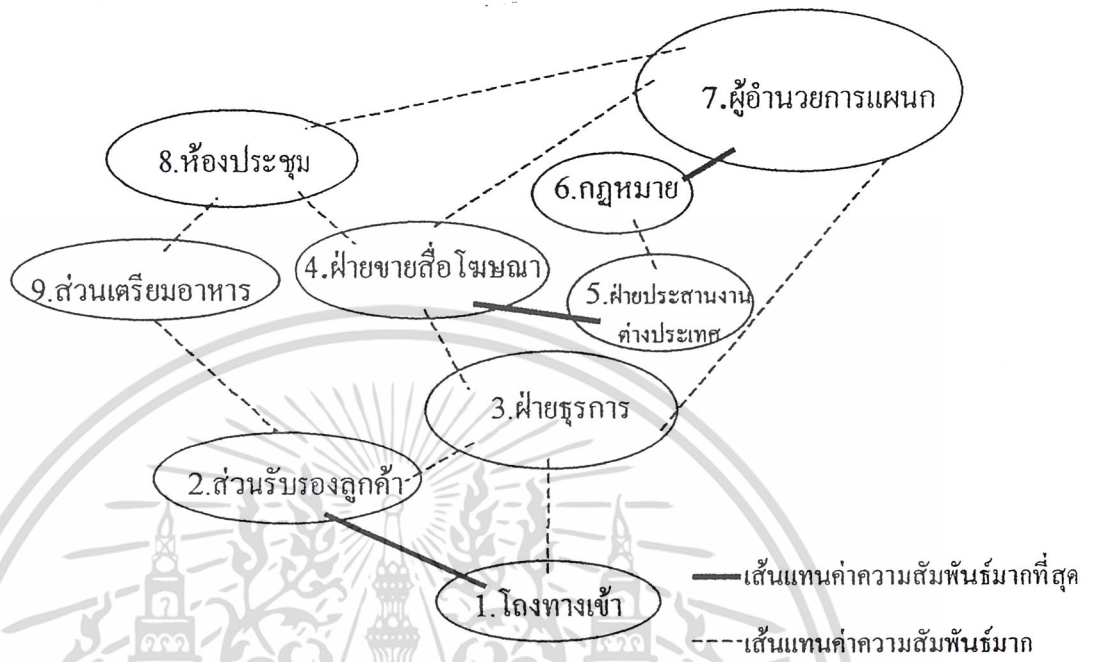 7.ผู้อำนวยการแผนก
8.ห้องประชุม
6.กฎหมาย
4.ฝ่ายขายสื่อโฆษณา
9.ส่วนเตรียมอาหาร
5.ฝ่ายประสานงาน
ต่างประเทศ
3.ฝ่ายธุรการ
2.ส่วนรับรองลูกค้า
1.โถงทางเข้า
เส้นแทนค่าความสัมพันธ์มากที่สุด
เส้นแทนค่าความสัมพันธ์มาก